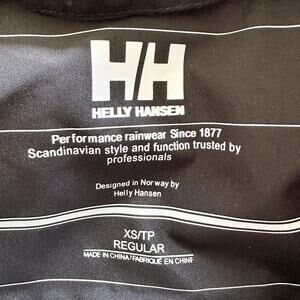 H/H
HELLY HANSEN
Performance rainwear Since 1877
Scandinavian style and function trusted by
professionals
Designed in Norway by
Helly Hansen
XS/TP
REGULAR
MADE IN CHINA/FABRIQUÉ EN CHINE